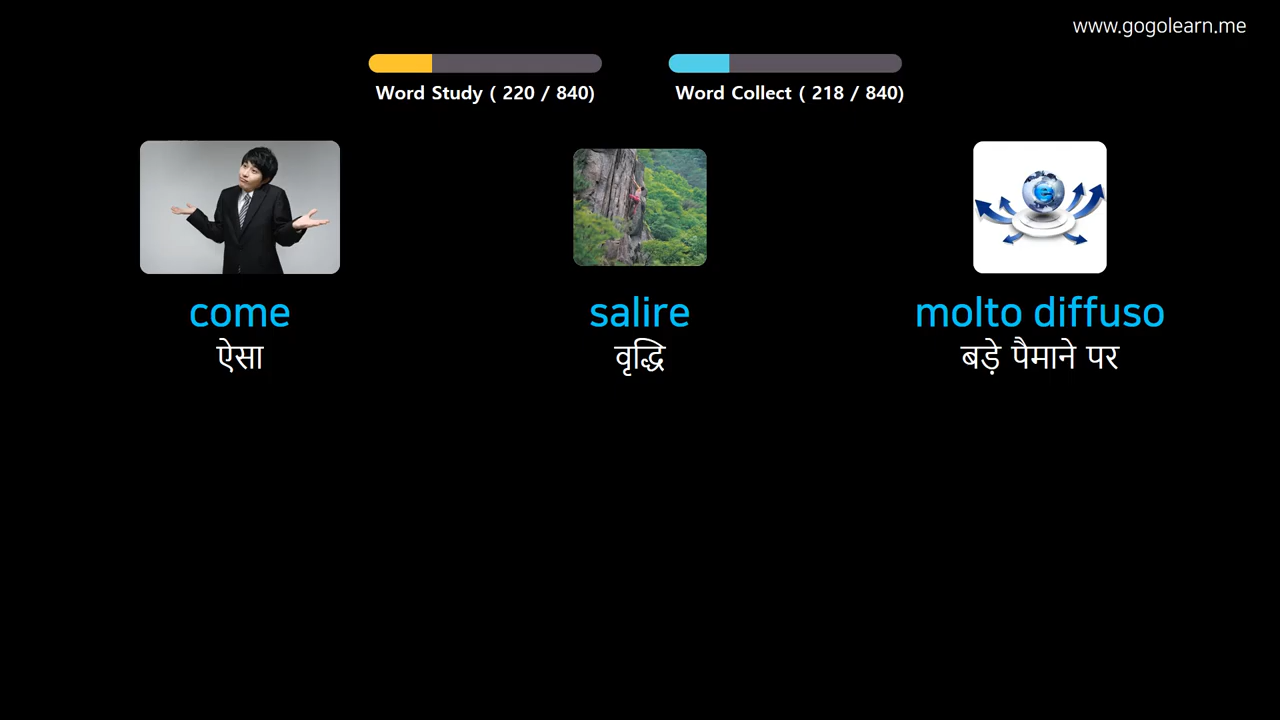 www.gogolearn.me
Word Study ( 220 / 840)
Word Collect ( 218 / 840)
come
salire
molto diffuso
ऐसा
वृद्धि
बड़े पैमाने पर